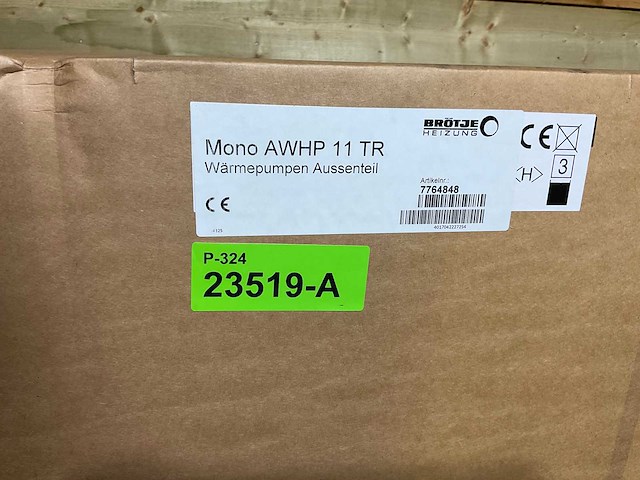 BRÖTJE
HEIZUNG
Mono AWHP 11 TR
Wärmepumpen Aussenteil
Artikelnr.:
7764848
CE
CE
<H>
3
P-324
23519-A